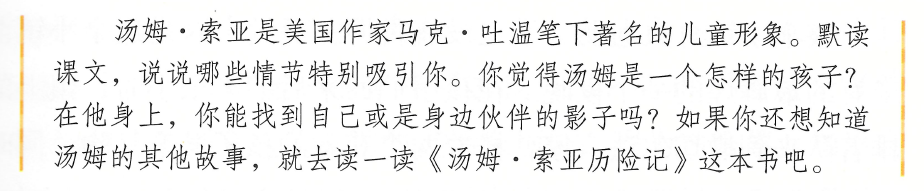 汤姆·索亚是美国作家马克·吐温笔下著名的儿童形象。默读
课文，说说哪些情节特别吸引你。你觉得汤姆是一个怎样的孩子？
在他身上，你能找到自己或是身边伙伴的影子吗？如果你还想知道
汤姆的其他故事，就去读一读《汤姆·索亚历险记》这本书吧。